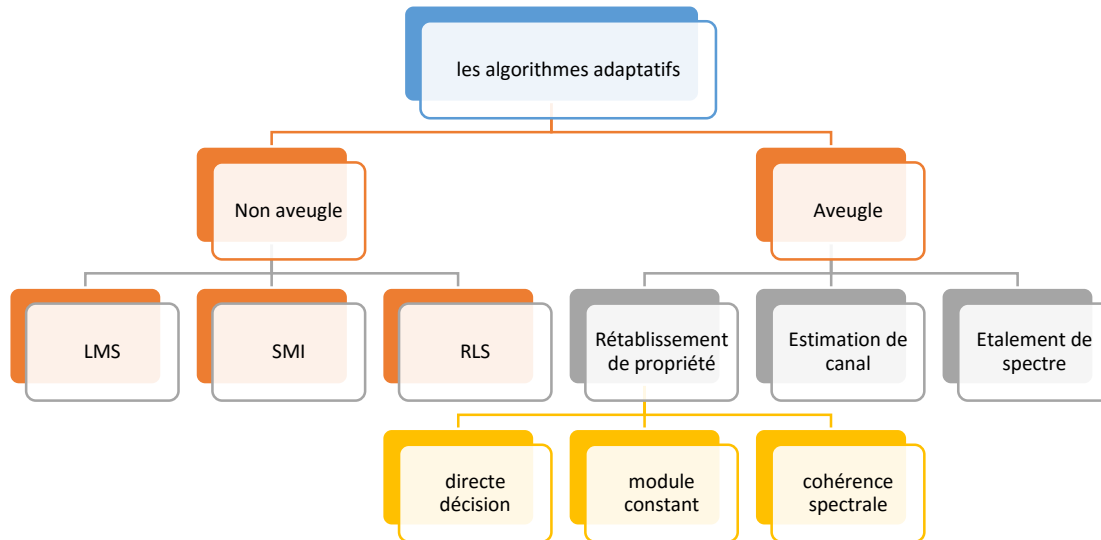 les algorithmes adaptatifs
Non aveugle
Aveugle
LMS
SMI
RLS
Rétablissement
de propriété
Estimation de
canal
Etalement de
spectre
directe
décision
module
constant
cohérence
spectrale